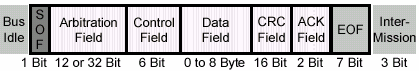 Bus Idle
SOF
Arbitration Field
Control Field
Data Field
CRC Field
ACK Field
EOF
Inter-Mission
1 Bit 12 or 32 Bit 6 Bit 0 to 8 Byte 16 Bit 2 Bit 7 Bit 3 Bit